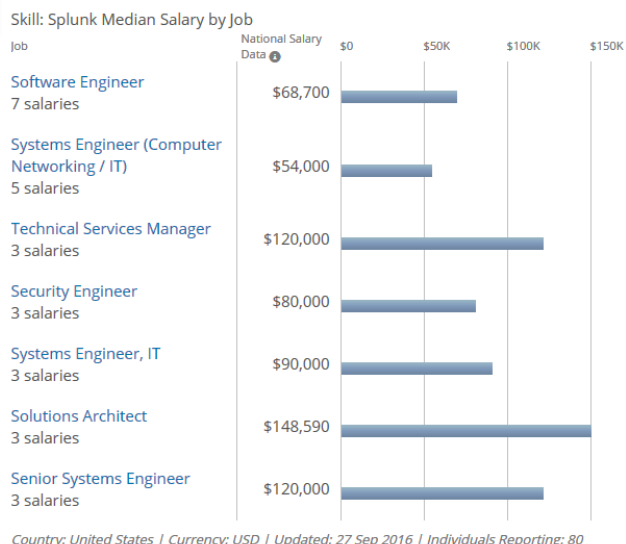 Skill: Splunk Median Salary by Job
Job
National Salary
Data
$0
$50K
$100K
$150K
Software Engineer
7 salaries
$68,700
Systems Engineer (Computer
Networking / IT)
5 salaries
$54,000
Technical Services Manager
3 salaries
$120,000
Security Engineer
3 salaries
$80,000
Systems Engineer, IT
3 salaries
$90,000
Solutions Architect
3 salaries
$148,590
Senior Systems Engineer
3 salaries
$120,000
Country: United States | Currency: USD | Updated: 27 Sep 2016 | Individuals Reporting: 80